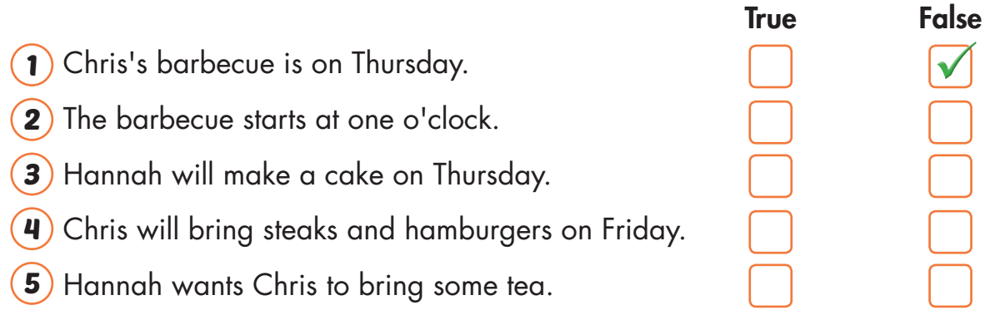 True False
1 Chris's barbecue is on Thursday.
2 The barbecue starts at one o'clock.
3 Hannah will make a cake on Thursday.
4 Chris will bring steaks and hamburgers on Friday.
5 Hannah wants Chris to bring some tea.